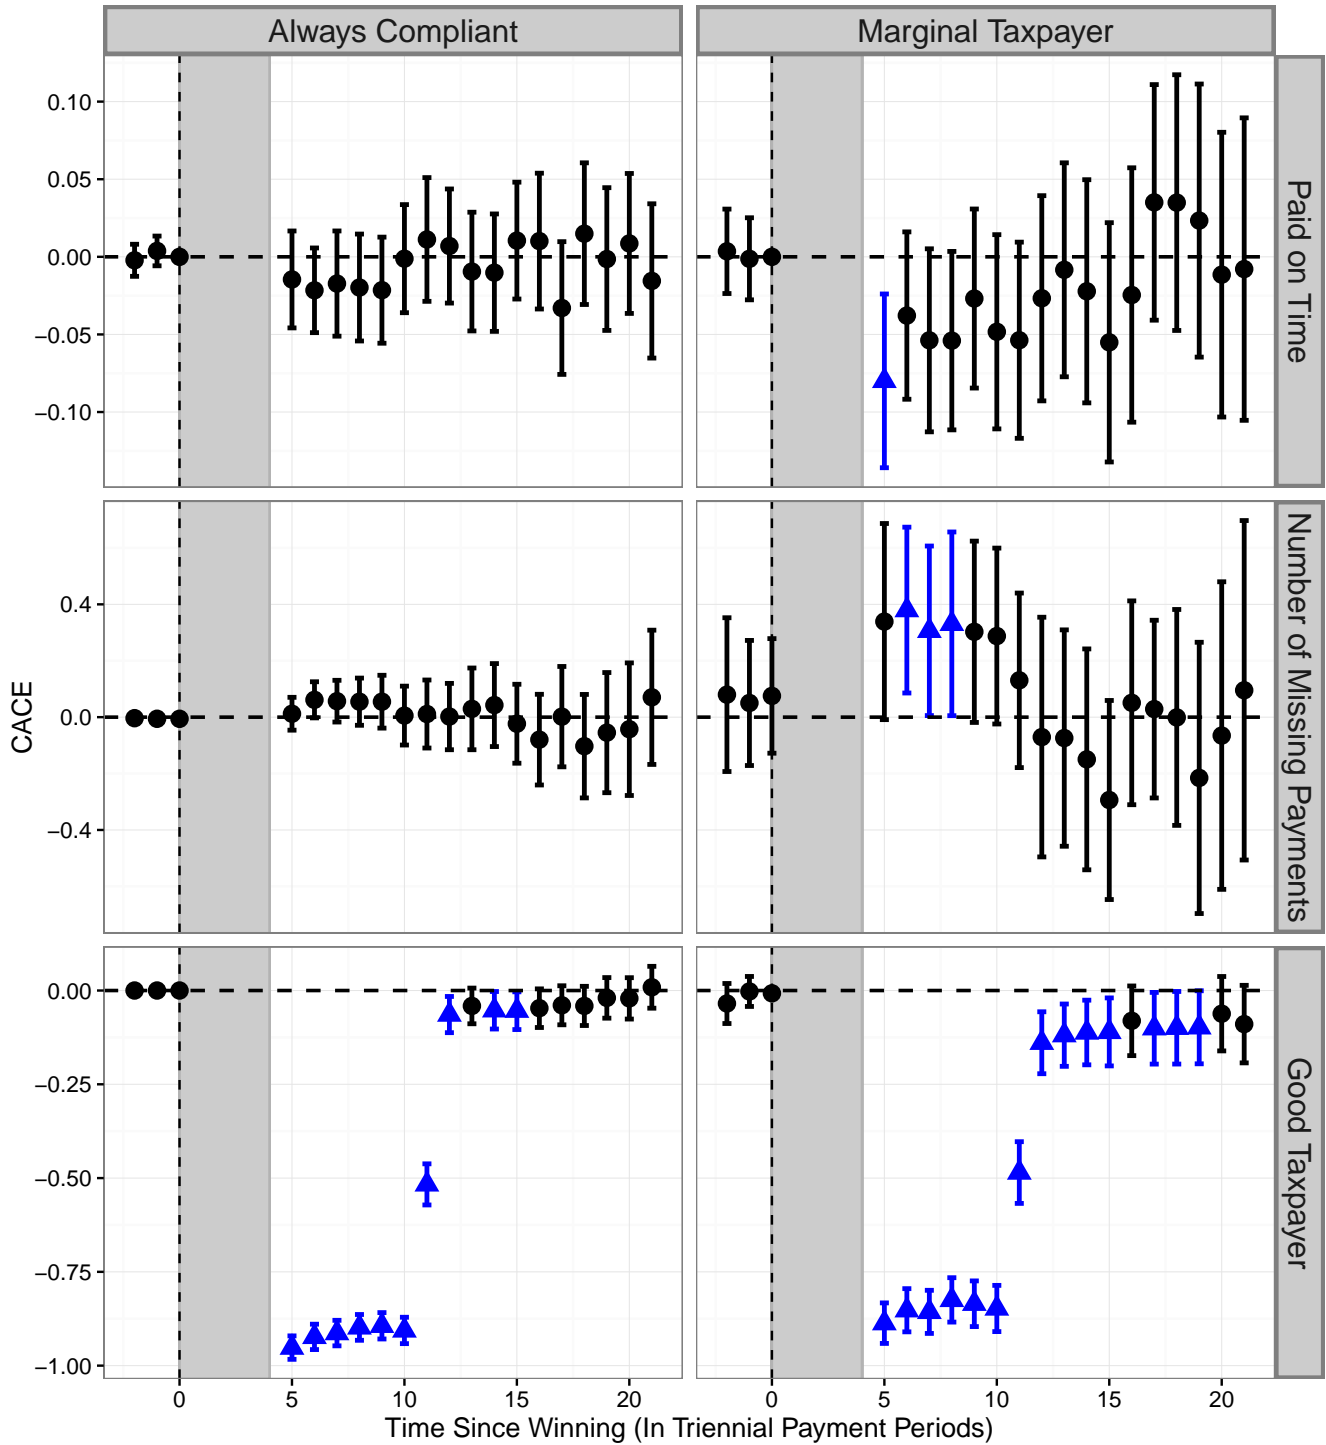 Always Compliant
Marginal Taxpayer
0.10
0.05
0.00
−0.05
−0.10
Paid on Time
0.4
0.0
−0.4
Number of Missing Payments
CACE
0.00
−0.25
−0.50
−0.75
−1.00
Good Taxpayer
0 5 10 15 20
0 5 10 15 20
Time Since Winning (In Triennial Payment Periods)